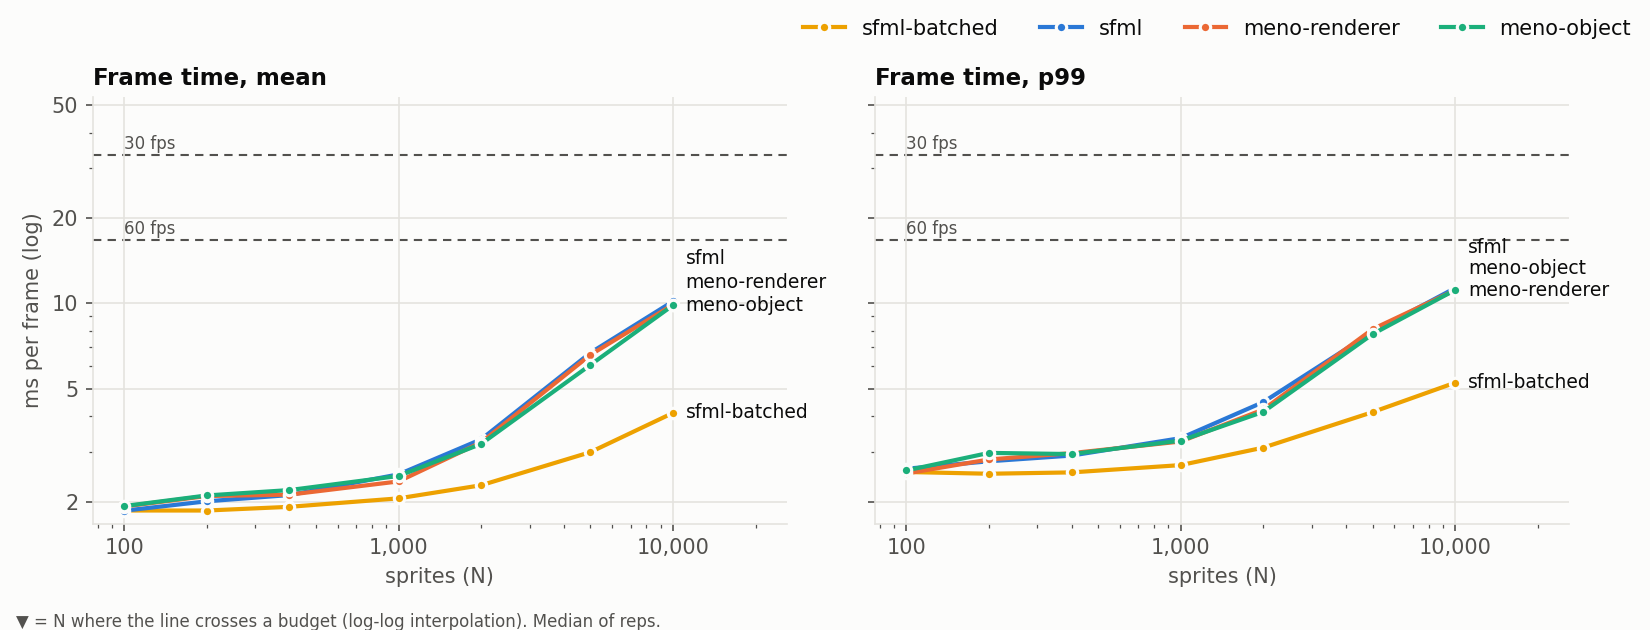 sfml-batched sfml meno-renderer meno-object
Frame time, mean
50
20
10
5
2
ms per frame (log)
30 fps
60 fps
sfml
meno-renderer
meno-object
sfml-batched
100 1,000 10,000
sprites (N)
Frame time, p99
30 fps
60 fps
sfml
meno-object
meno-renderer
sfml-batched
100 1,000 10,000
sprites (N)
▼ = N where the line crosses a budget (log-log interpolation). Median of reps.